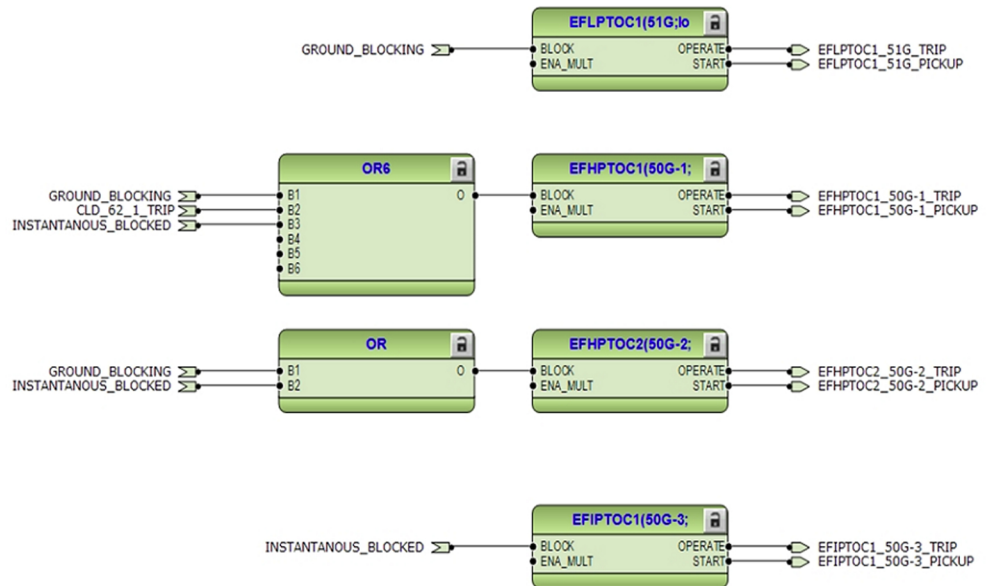 EFLPTOC1(51G;lo
GROUND_BLOCKING BLOCK OPERATE EFLPTOC1_51G_TRIP
ENA_MULT START EFLPTOC1_51G_PICKUP
OR6 EFHPTOC1(50G-1;
GROUND_BLOCKING B1 O BLOCK OPERATE EFHPTOC1_50G-1_TRIP
CLD_62_1_TRIP B2 ENA_MULT START EFHPTOC1_50G-1_PICKUP
INSTANTANOUS_BLOCKED B3
B4
B5
B6
OR EFHPTOC2(50G-2;
GROUND_BLOCKING B1 O BLOCK OPERATE EFHPTOC2_50G-2_TRIP
INSTANTANOUS_BLOCKED B2 ENA_MULT START EFHPTOC2_50G-2_PICKUP
EFIPTOC1(50G-3;
INSTANTANOUS_BLOCKED BLOCK OPERATE EFIPTOC1_50G-3_TRIP
ENA_MULT START EFIPTOC1_50G-3_PICKUP